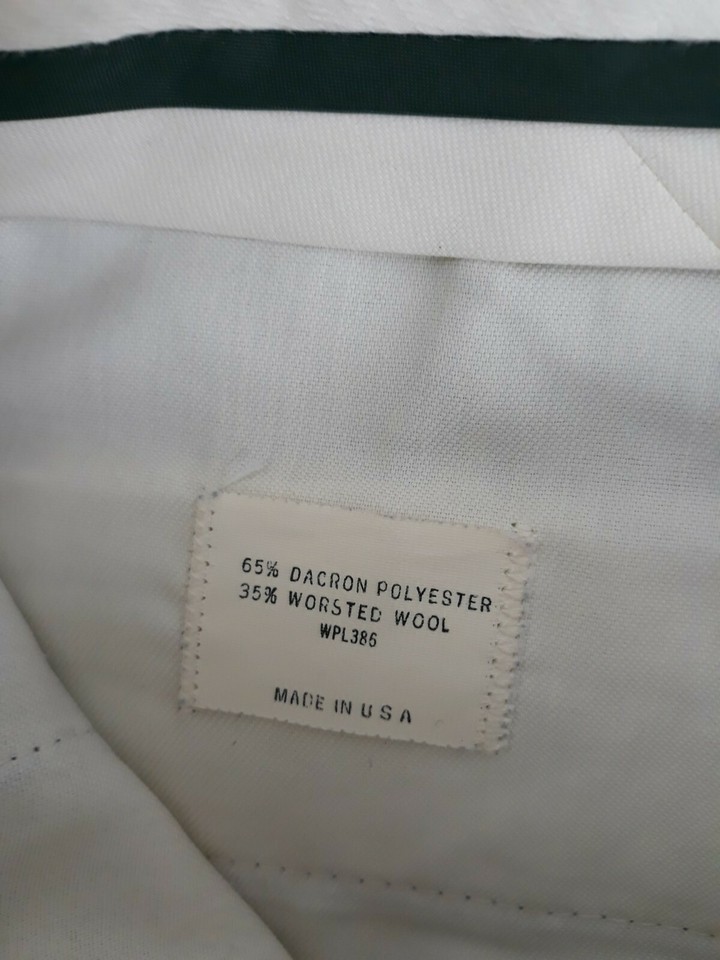 65% DACRON POLYESTER
35% WORSTED WOOL
WPL386
MADE IN U S A